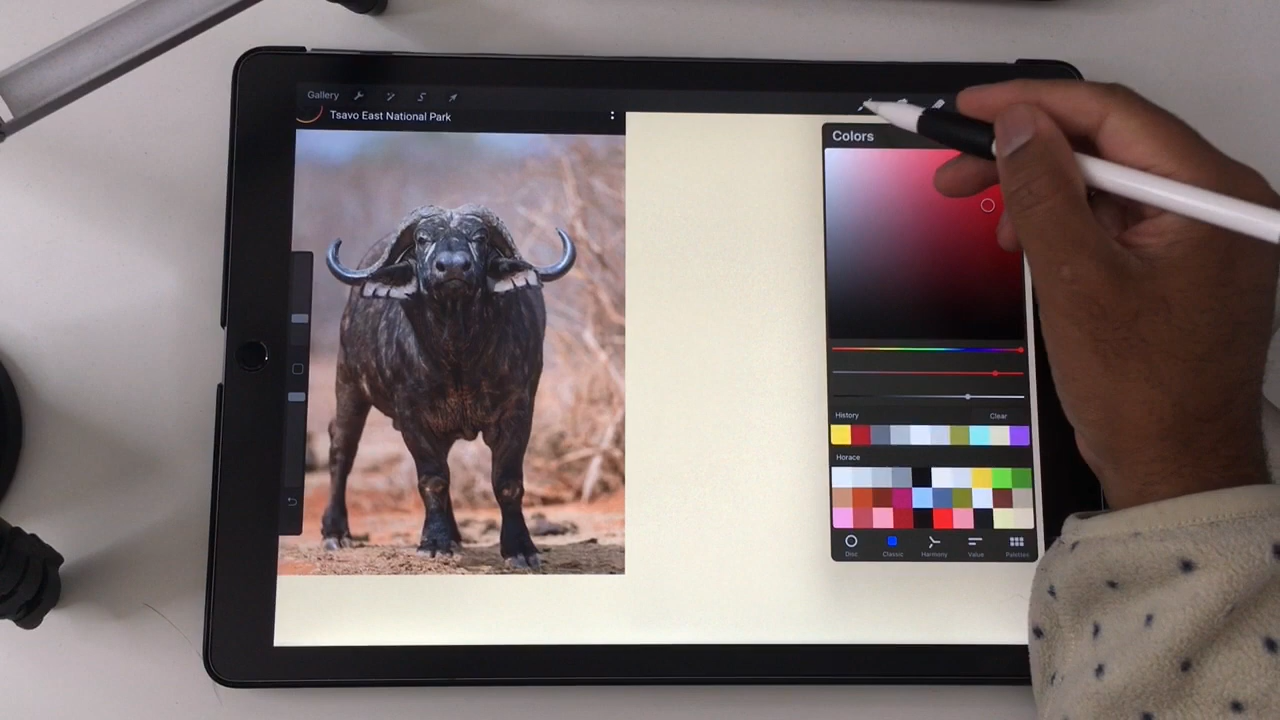 Gallery
Tsavo East National Park
Colors
History
Clear
Horace
Disc
Classic
Harmony
Value
Palettes